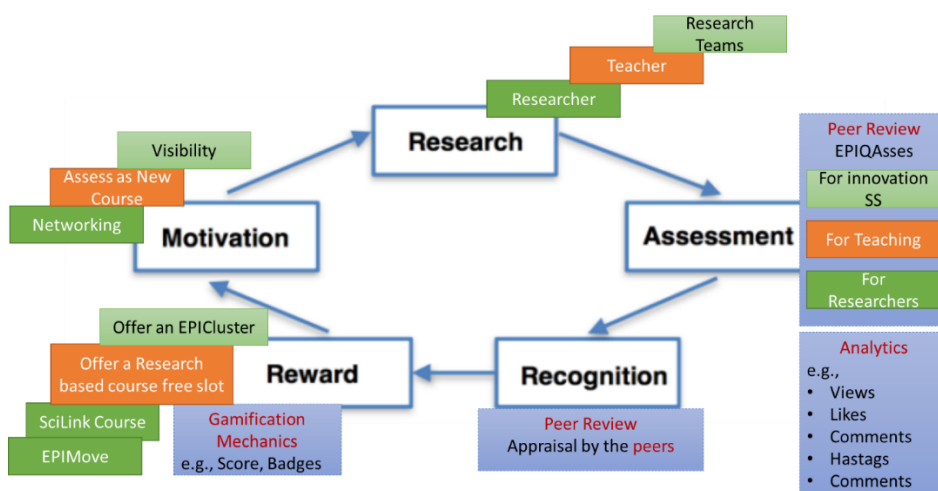 Research
Teams
Teacher
Researcher
Research
Visibility
Assess as New
Course
Networking
Motivation
Assessment
Peer Review
EPIQAsses
For innovation
SS
For Teaching
For
Researchers
Offer an EPICluster
Offer a Research
based course free slot
SciLink Course
EPIMove
Reward
Gamification
Mechanics
e.g., Score, Badges
Recognition
Peer Review
Appraisal by the peers
Analytics
e.g.,
• Views
• Likes
• Comments
• Hastags
• Comments